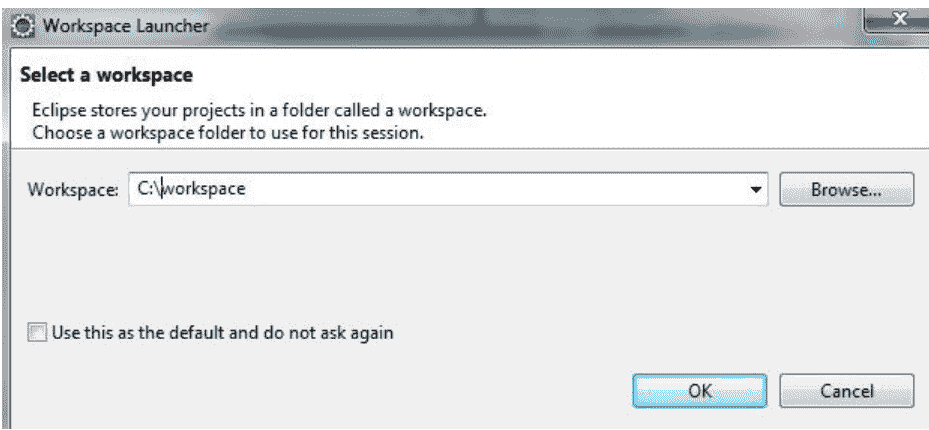 Workspace Launcher
Select a workspace
Eclipse stores your projects in a folder called a workspace.
Choose a workspace folder to use for this session.
Workspace: C:\workspace Browse...
Use this as the default and do not ask again
OK Cancel